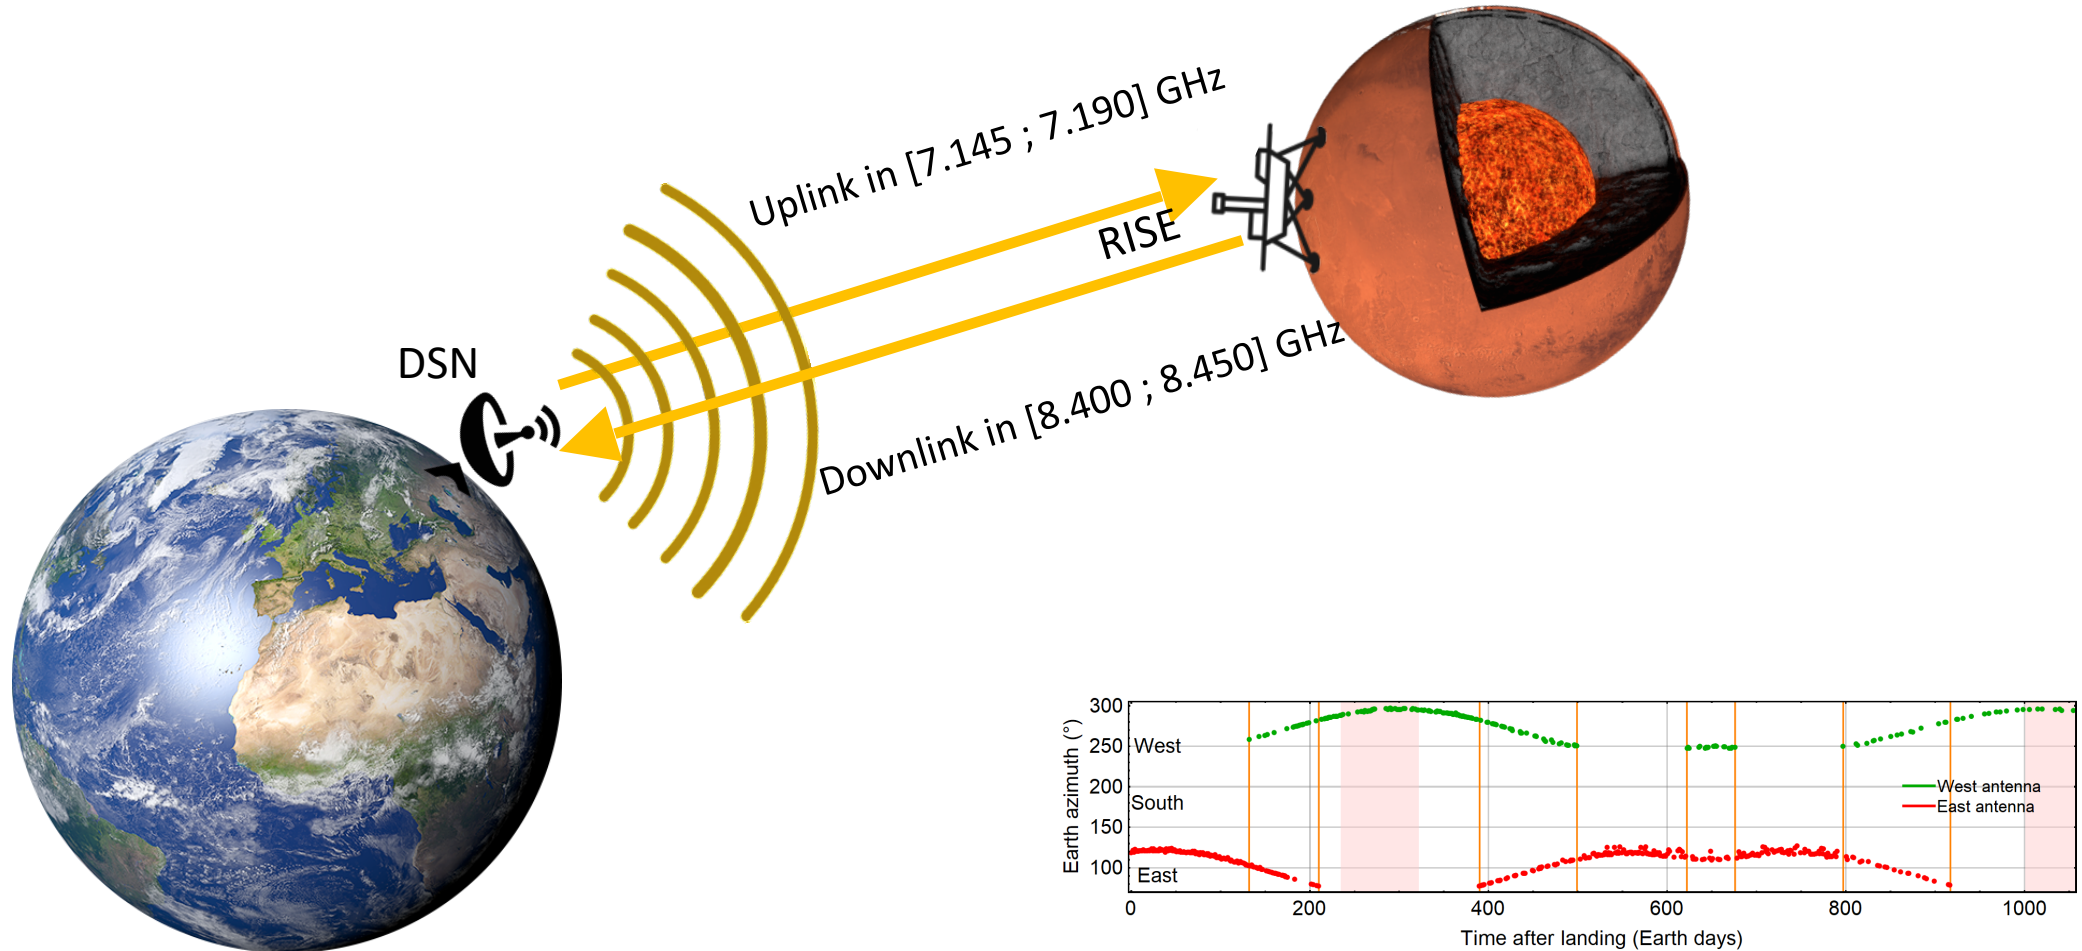 Uplink in [7.145 ; 7.190] GHz
RISE
DSN
Downlink in [8.400 ; 8.450] GHz
Earth azimuth (°)
300
250
200
150
100
West
South
East
West antenna
East antenna
0 200 400 600 800 1000
Time after landing (Earth days)